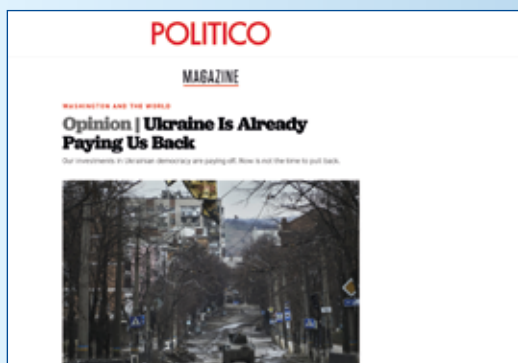 POLITICO
MAGAZINE
WASHINGTON AND THE WORLD
Opinion | Ukraine Is Already
Paying Us Back
Our investments in Ukrainian democracy are paying off. Now is not the time to pull back.